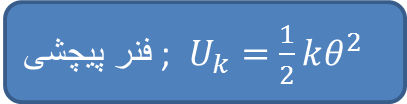 فنر پیچشی ; $U_k = \frac{1}{2} k\theta^2$